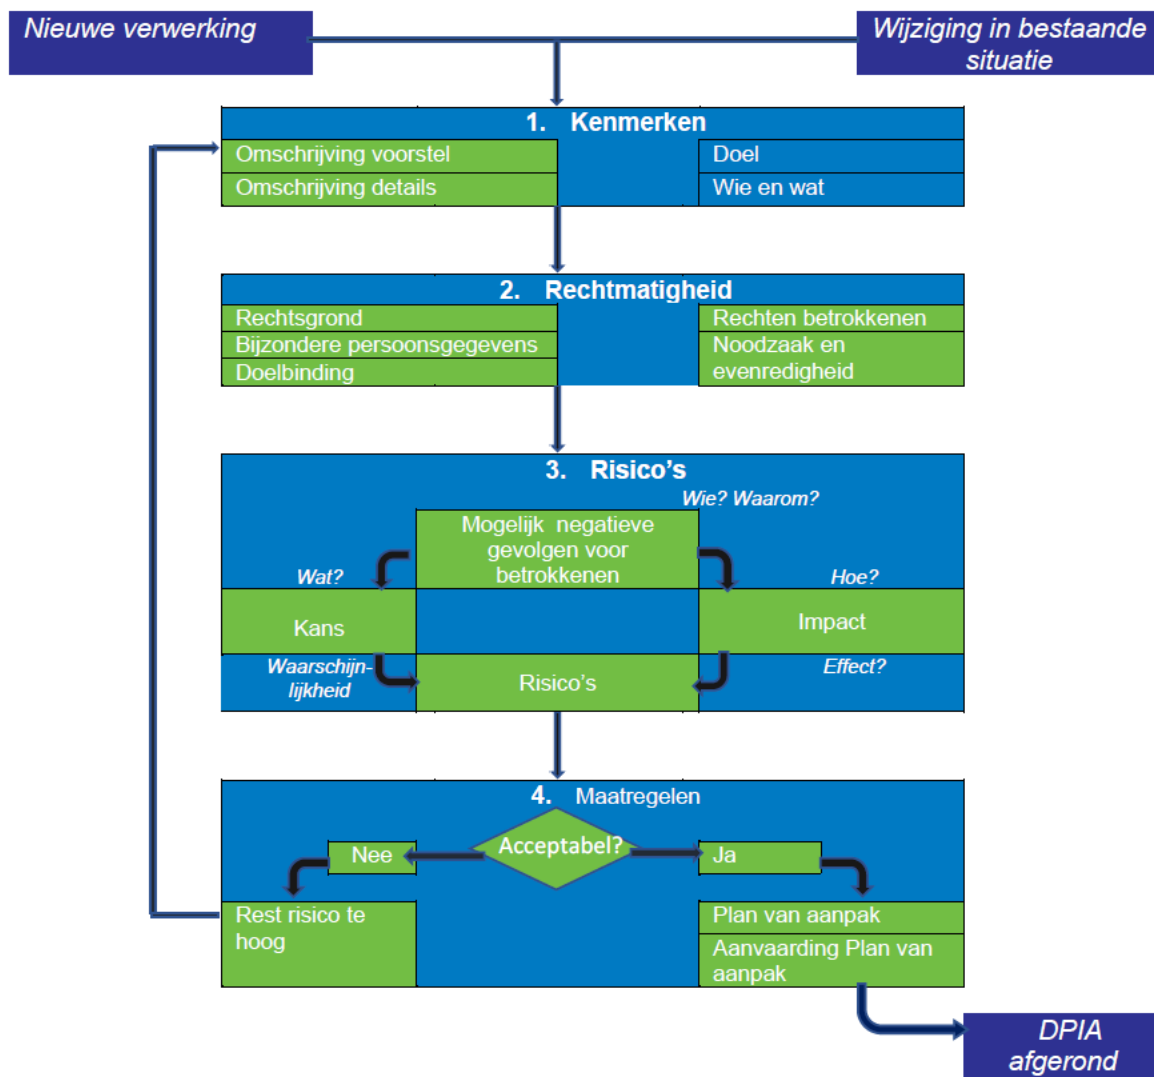 Nieuwe verwerking
Wijziging in bestaande
situatie
1. Kenmerken
Omschrijving voorstel
Doel
Omschrijving details
Wie en wat
2. Rechtmatigheid
Rechtsgrond
Rechten betrokkenen
Bijzondere persoonsgegevens
Noodzaak en
evenredigheid
Doelbinding
3. Risico's
Wie? Waarom?
Mogelijk negatieve
gevolgen voor
betrokkenen
Wat?
Hoe?
Kans
Impact
Waarschijn-
lijkheid
Risico's
Effect?
4. Maatregelen
Acceptabel?
Nee
Ja
Rest risico te
hoog
Plan van aanpak
Aanvaarding Plan van
aanpak
DPIA
afgerond